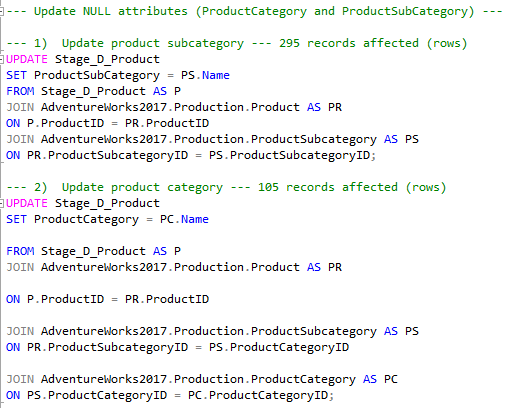 --- Update NULL attributes (ProductCategory and ProductSubCategory) ---
--- 1)  Update product subcategory --- 295 records affected (rows)
UPDATE Stage_D_Product
SET ProductSubCategory = PS.Name
FROM Stage_D_Product AS P
JOIN AdventureWorks2017.Production.Product AS PR
ON P.ProductID = PR.ProductID
JOIN AdventureWorks2017.Production.ProductSubcategory AS PS
ON PR.ProductSubcategoryID = PS.ProductSubcategoryID;
--- 2)  Update product category --- 105 records affected (rows)
UPDATE Stage_D_Product
SET ProductCategory = PC.Name
FROM Stage_D_Product AS P
JOIN AdventureWorks2017.Production.Product AS PR
ON P.ProductID = PR.ProductID
JOIN AdventureWorks2017.Production.ProductSubcategory AS PS
ON PR.ProductSubcategoryID = PS.ProductCategoryID
JOIN AdventureWorks2017.Production.ProductCategory AS PC
ON PS.ProductCategoryID = PC.ProductCategoryID;